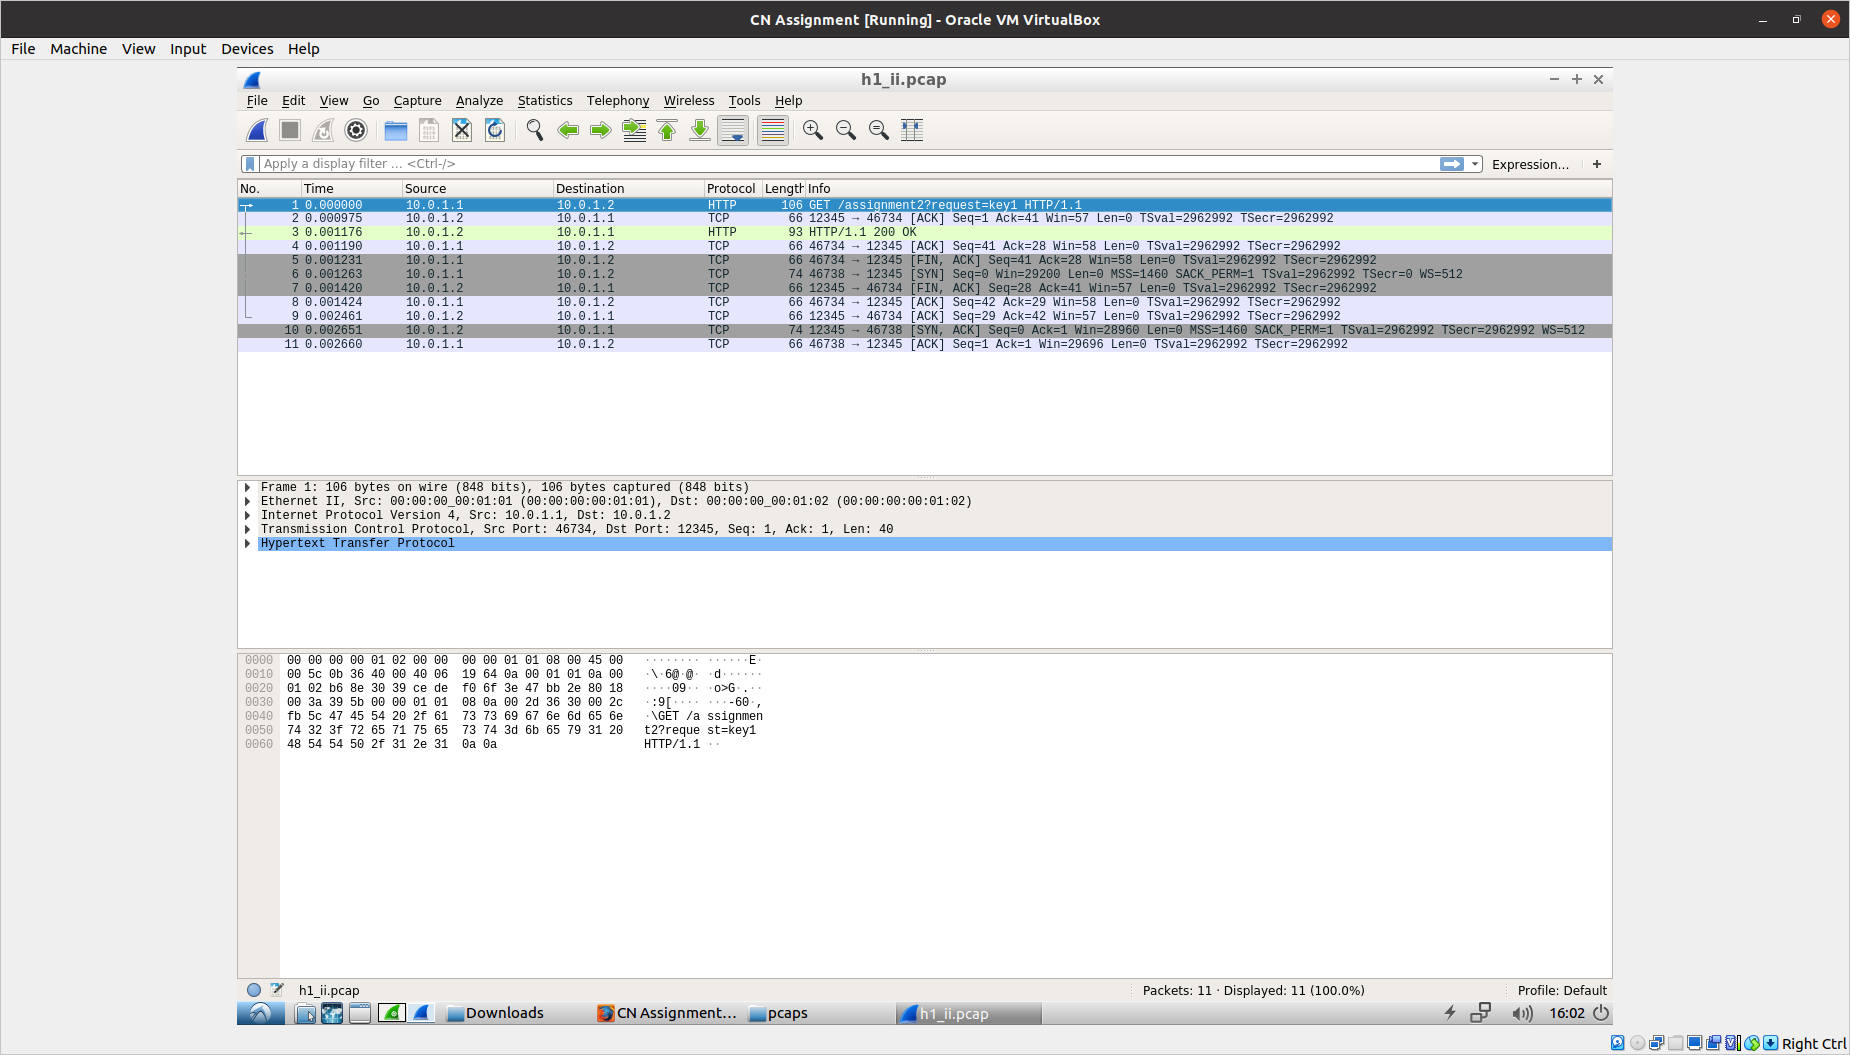 CN Assignment [Running] - Oracle VM VirtualBox
File Machine View Input Devices Help
h1_ii.pcap
File Edit View Go Capture Analyze Statistics Telephony Wireless Tools Help
Apply a display filter ... <Ctrl-/> Expression... +
No. Time Source Destination Protocol Length Info
1 0.000000 10.0.1.1 10.0.1.2 HTTP 106 GET /assignment2?request=key1 HTTP/1.1
2 0.000975 10.0.1.2 10.0.1.1 TCP 66 12345 → 46734 [ACK] Seq=1 Ack=41 Win=57 Len=0 TSval=2962992 TSecr=2962992
3 0.001176 10.0.1.2 10.0.1.1 HTTP 93 HTTP/1.1 200 OK
4 0.001190 10.0.1.1 10.0.1.2 TCP 66 46734 → 12345 [ACK] Seq=41 Ack=28 Win=58 Len=0 TSval=2962992 TSecr=2962992
5 0.001231 10.0.1.1 10.0.1.2 TCP 66 46734 → 12345 [FIN, ACK] Seq=41 Ack=28 Win=58 Len=0 TSval=2962992 TSecr=2962992
6 0.001263 10.0.1.1 10.0.1.2 TCP 74 46738 → 12345 [SYN] Seq=0 Win=29200 Len=0 MSS=1460 SACK_PERM=1 TSval=2962992 TSecr=0 WS=512
7 0.001420 10.0.1.2 10.0.1.1 TCP 66 12345 → 46734 [FIN, ACK] Seq=28 Ack=41 Win=57 Len=0 TSval=2962992 TSecr=2962992
8 0.001424 10.0.1.1 10.0.1.2 TCP 66 46734 → 12345 [ACK] Seq=42 Ack=29 Win=58 Len=0 TSval=2962992 TSecr=2962992
9 0.002461 10.0.1.2 10.0.1.1 TCP 66 12345 → 46734 [ACK] Seq=29 Ack=42 Win=57 Len=0 TSval=2962992 TSecr=2962992
10 0.002651 10.0.1.2 10.0.1.1 TCP 74 12345 → 46738 [SYN, ACK] Seq=0 Ack=1 Win=28960 Len=0 MSS=1460 SACK_PERM=1 TSval=2962992 TSecr=2962992 WS=512
11 0.002660 10.0.1.1 10.0.1.2 TCP 66 46738 → 12345 [ACK] Seq=1 Ack=1 Win=29696 Len=0 TSval=2962992 TSecr=2962992
Frame 1: 106 bytes on wire (848 bits), 106 bytes captured (848 bits)
Ethernet II, Src: 00:00:00_00:01:01 (00:00:00:00:01:01), Dst: 00:00:00_00:01:02 (00:00:00:00:01:02)
Internet Protocol Version 4, Src: 10.0.1.1, Dst: 10.0.1.2
Transmission Control Protocol, Src Port: 46734, Dst Port: 12345, Seq: 1, Ack: 1, Len: 40
Hypertext Transfer Protocol
0000 00 00 00 00 01 02 00 00 00 00 01 01 08 00 45 00 ········ ······E·
0010 00 5c 0b 36 40 00 40 06 19 64 0a 00 01 01 0a 00 ·\·6@·@· ·d······
0020 01 02 b6 8e 30 39 ce de f0 6f 3e 47 bb 2e 80 18 ····09·· ·o>G·.··
0030 00 3a 39 5b 00 00 01 01 08 0a 00 2d 36 30 00 2c ·:9[···· ···-60·,
0040 fb 5c 47 45 54 20 2f 61 73 73 69 67 6e 6d 65 6e ·\GET /a ssignmen
0050 74 32 3f 72 65 71 75 65 73 74 3d 6b 65 79 31 20 t2?reque st=key1
0060 48 54 54 50 2f 31 2e 31 0a 0a HTTP/1.1 ··
h1_ii.pcap Packets: 11 · Displayed: 11 (100.0%) Profile: Default
Downloads CN Assignment... pcaps h1_ii.pcap 16:02
Right Ctrl